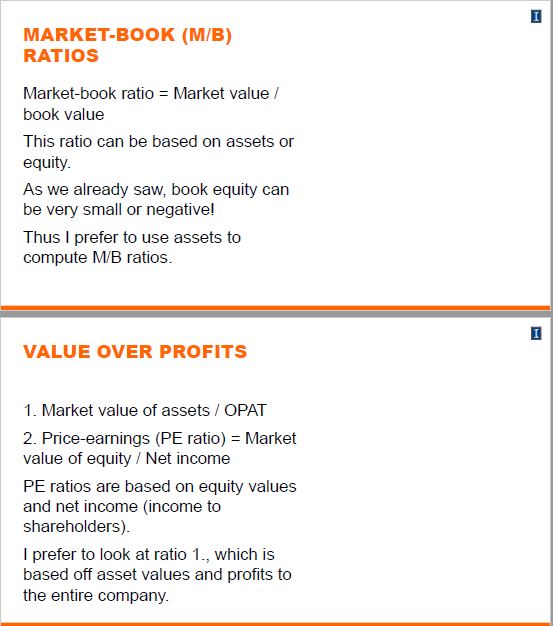 I
MARKET-BOOK (M/B)
RATIOS
Market-book ratio = Market value /
book value
This ratio can be based on assets or
equity.
As we already saw, book equity can
be very small or negative!
Thus I prefer to use assets to
compute M/B ratios.
I
VALUE OVER PROFITS
1. Market value of assets / OPAT
2. Price-earnings (PE ratio) = Market
value of equity / Net income
PE ratios are based on equity values
and net income (income to
shareholders).
I prefer to look at ratio 1., which is
based off asset values and profits to
the entire company.